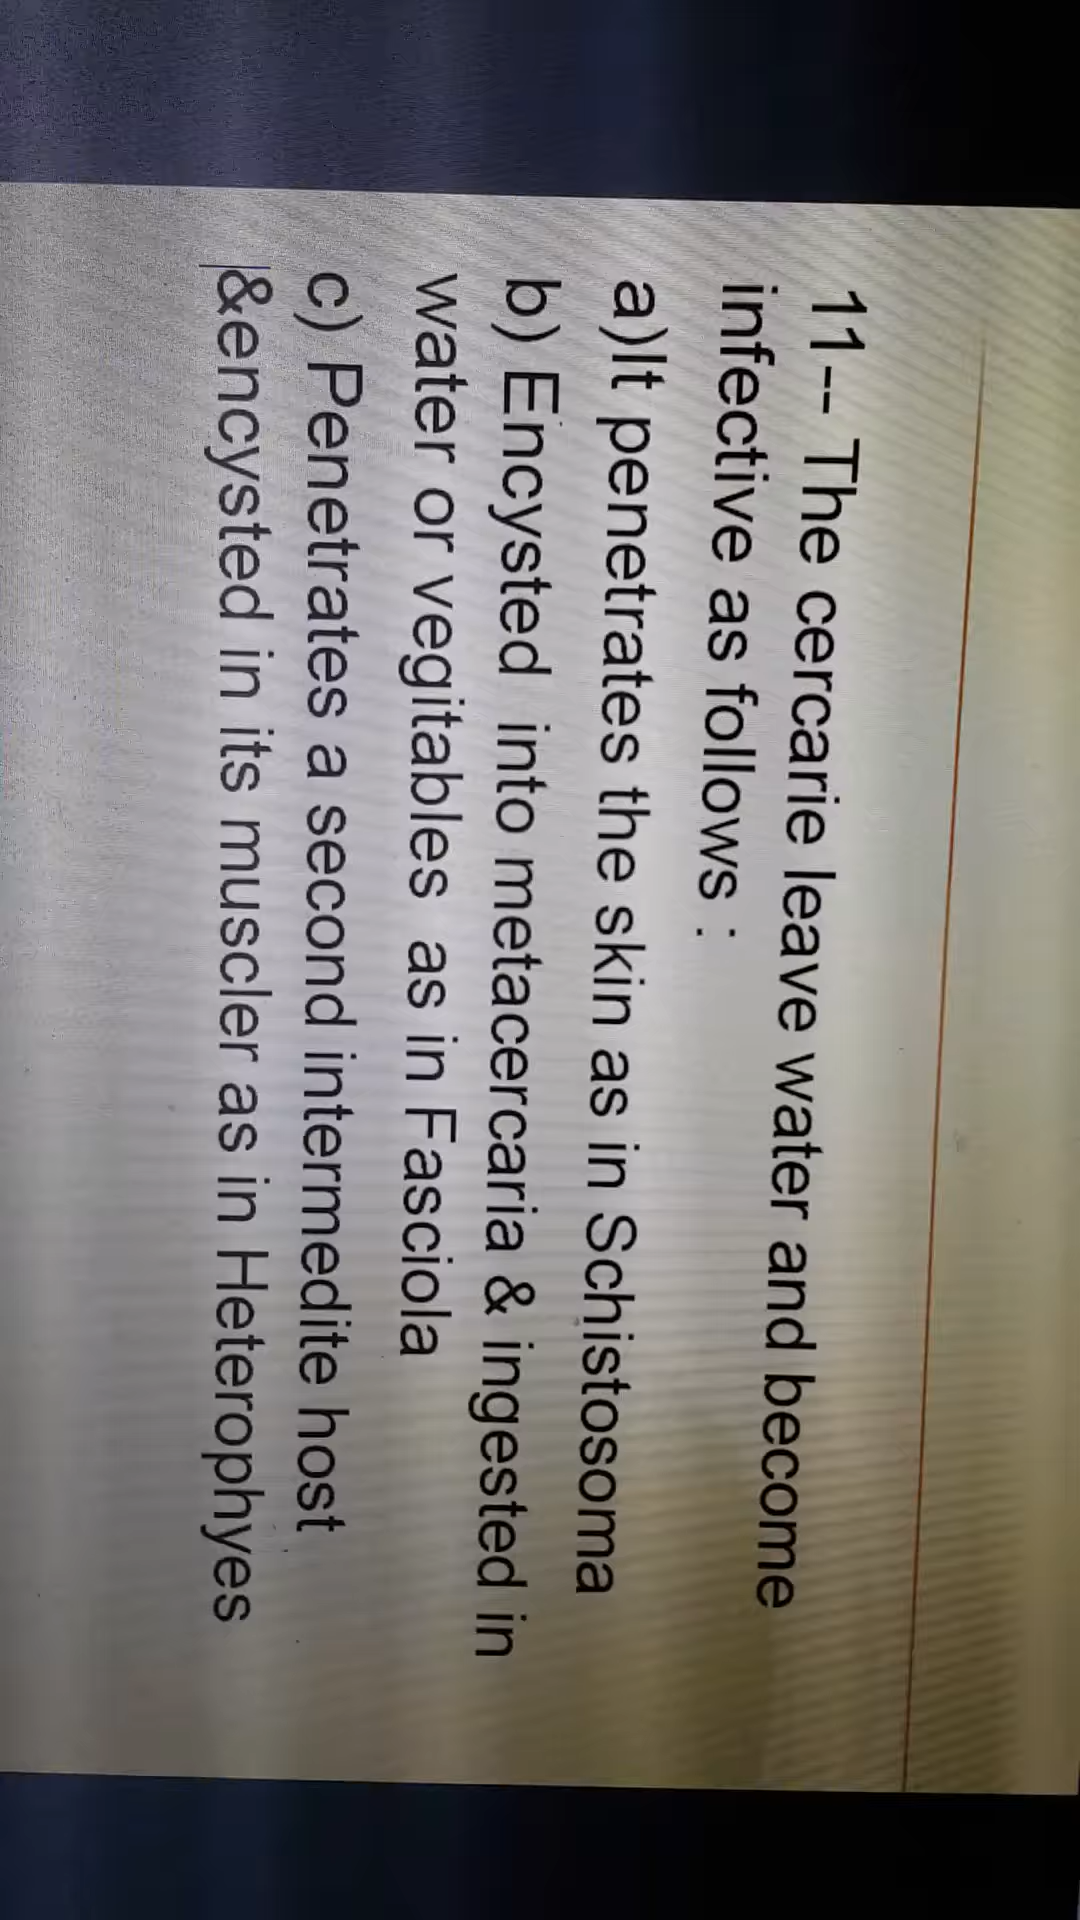 11-- The cercarie leave water and become
infective as follows :
a)It penetrates the skin as in Schistosoma
b) Encysted into metacercaria & ingested in
water or vegitables as in Fasciola
c) Penetrates a second intermedite host
&encysted in its muscler as in Heterophyes